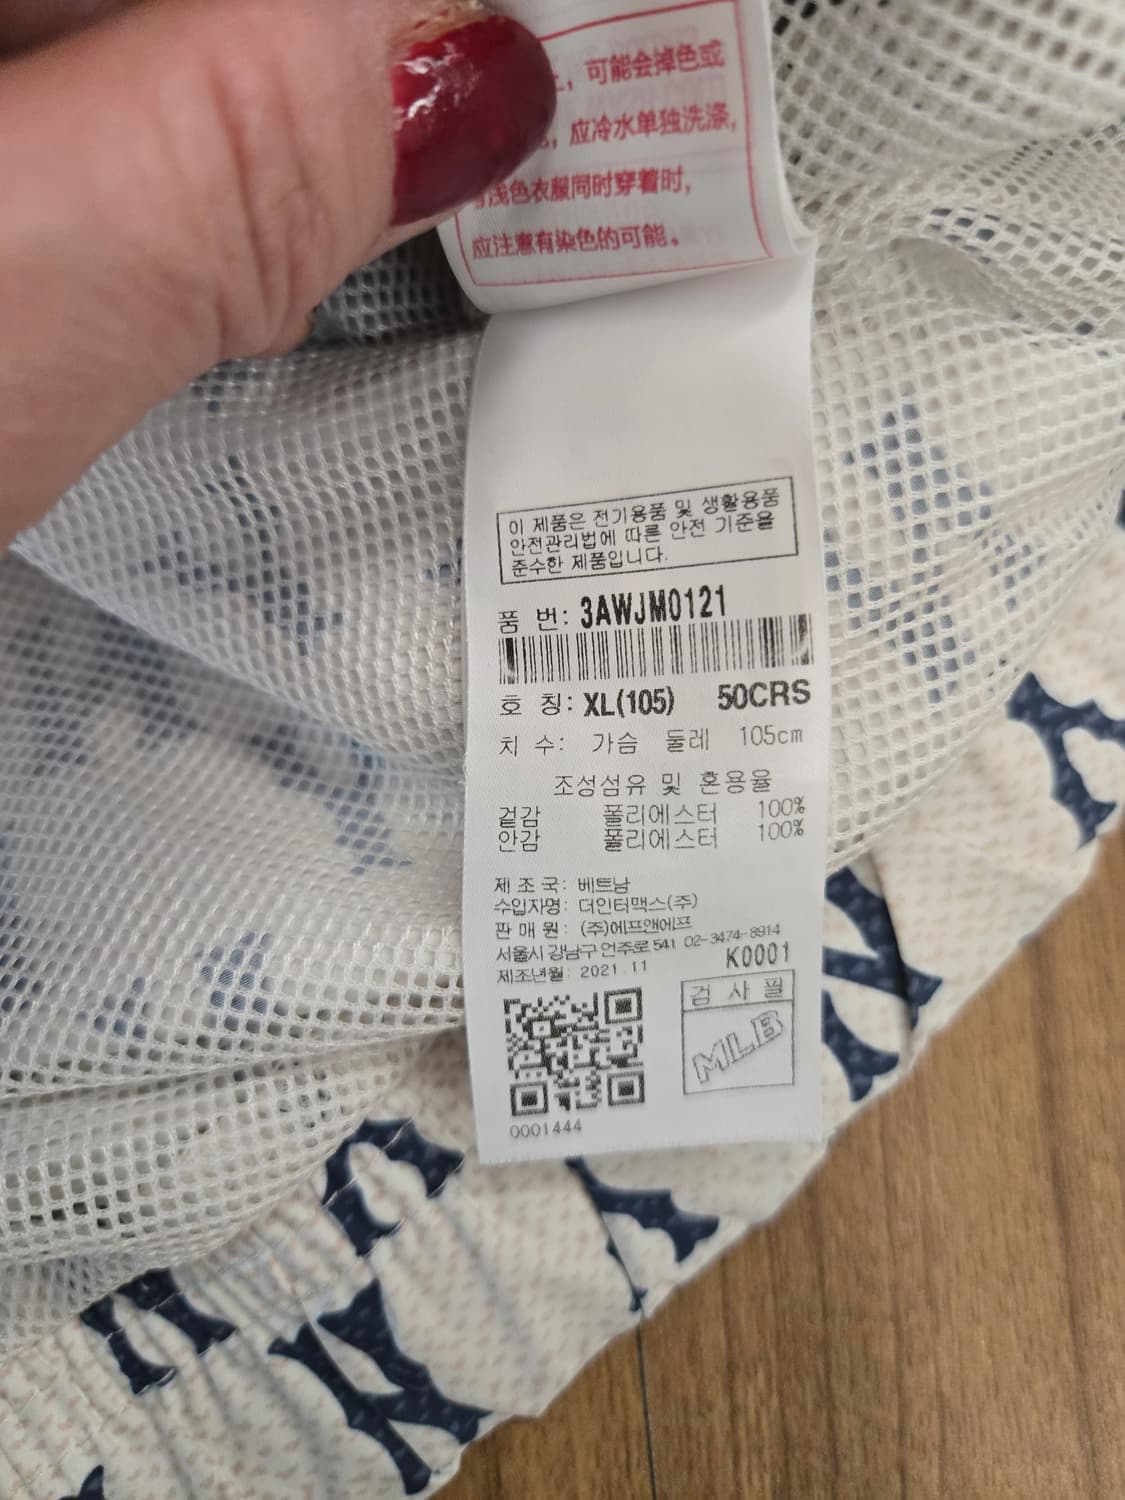 可能会掉色或
应冷水单独洗涤,
浅色衣服同时穿着时,
应注意有染色的可能。
이 제품은 전기용품 및 생활용품
안전관리법에 따른 안전 기준을
준수한 제품입니다.
품 번: 3AWJM0121
호 칭: XL(105) 50CRS
치 수: 가슴 둘레 105cm
조성섬유 및 혼용율
겉감 폴리에스터 100%
안감 폴리에스터 100%
제 조 국: 베트남
수입자명: 더인터맥스(주)
판 매 원: (주)에프앤에프
서울시 강남구 언주로 541 02-3474-8914
제조년월: 2021.11 K0001
검 사 필
MLB
0001444